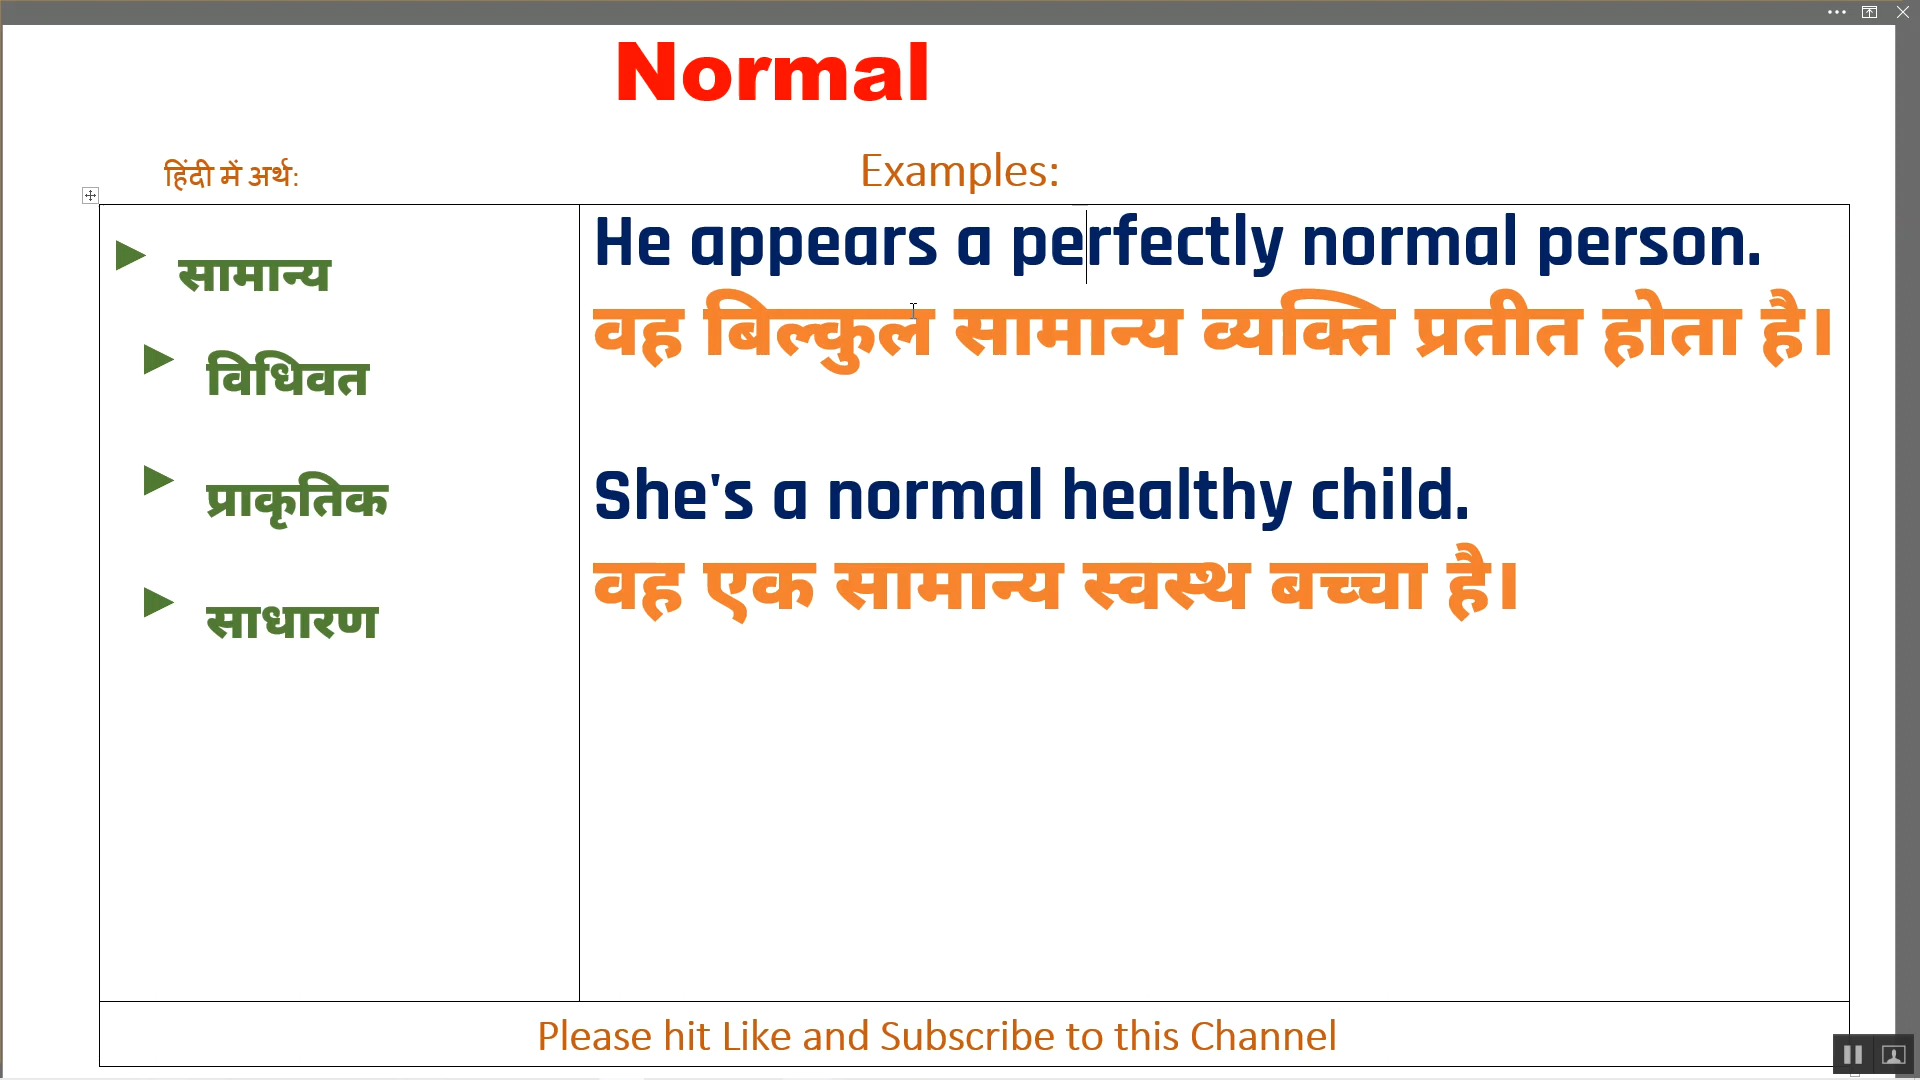 Normal
हिंदी में अर्थ:
Examples:
सामान्य
विधिवत
प्राकृतिक
साधारण
He appears a perfectly normal person.
वह बिल्कुल सामान्य व्यक्ति प्रतीत होता है।
She's a normal healthy child.
वह एक सामान्य स्वस्थ बच्चा है।
Please hit Like and Subscribe to this Channel